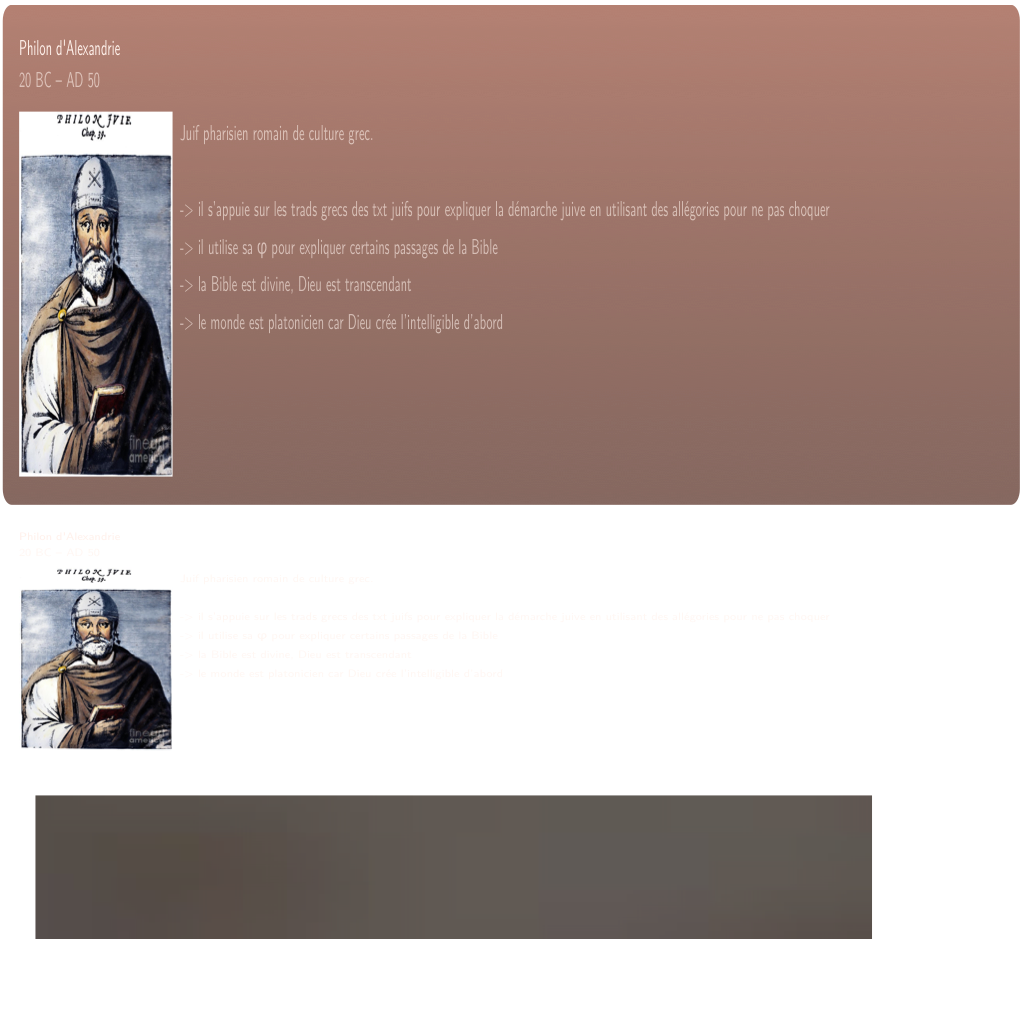 Philon d'Alexandrie
20 BC – AD 50
PHILON JVIF.
Chap. 39.
Juif pharisien romain de culture grec.
-> il s'appuie sur les trads grecs des txt juifs pour expliquer la démarche juive en utilisant des allégories pour ne pas choquer
-> il utilise sa φ pour expliquer certains passages de la Bible
-> la Bible est divine, Dieu est transcendant
-> le monde est platonicien car Dieu crée l'intelligible d'abord
fineart
america
Philon d'Alexandrie
20 BC – AD 50
PHILON JVIF.
Chap. 39.
Juif pharisien romain de culture grec.
-> il s'appuie sur les trads grecs des txt juifs pour expliquer la démarche juive en utilisant des allégories pour ne pas choquer
-> il utilise sa φ pour expliquer certains passages de la Bible
-> la Bible est divine, Dieu est transcendant
-> le monde est platonicien car Dieu crée l'intelligible d'abord
fineart
america